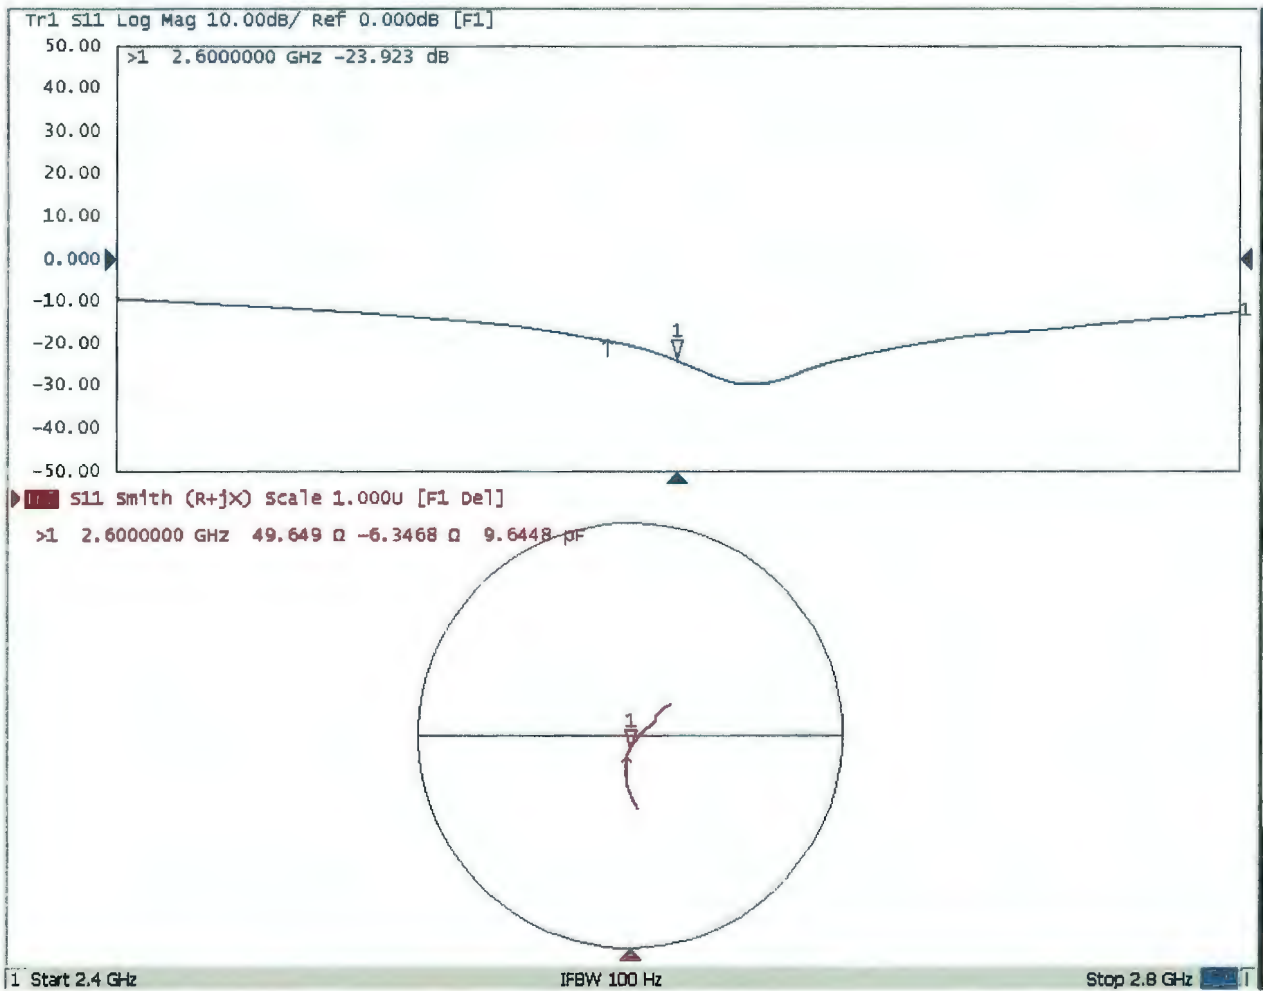 Tr1 S11 Log Mag 10.00dB/ Ref 0.000dB [F1]
50.00
>1 2.6000000 GHz -23.923 dB
40.00
30.00
20.00
10.00
0.000
-10.00
1
-20.00
1
-30.00
-40.00
-50.00
S11 Smith (R+jX) Scale 1.000U [F1 Del]
>1 2.6000000 GHz 49.649 Ω -6.3468 Ω 9.6448 pF
1
1 Start 2.4 GHz IFBW 100 Hz Stop 2.8 GHz